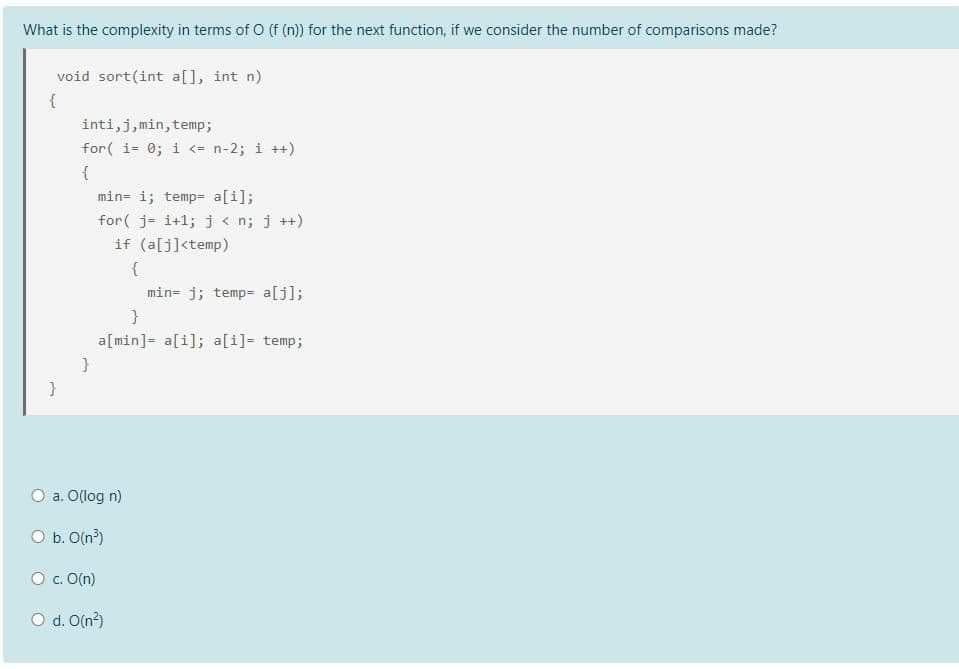 What is the complexity in terms of O (f (n)) for the next function, if we consider the number of comparisons made?
void sort(int a[], int n)
{
inti,j,min,temp;
for( i= 0; i <= n-2; i ++)
{
min= i; temp= a[i];
for( j= i+1; j < n; j ++)
if (a[j]<temp)
{
min= j; temp= a[j];
}
a[min]= a[i]; a[i]= temp;
}
}
a. O(log n)
b. O(n³)
c. O(n)
d. O(n²)